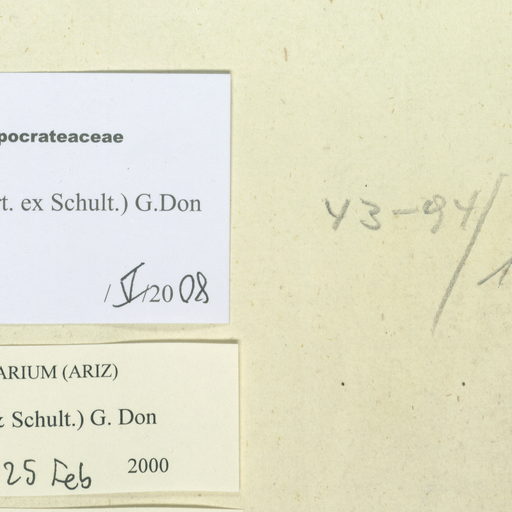 pocrateaceae
rt. ex Schult.) G.Don
/V/2008
43-94/1
ARIUM (ARIZ)
& Schult.) G. Don
25 Feb 2000